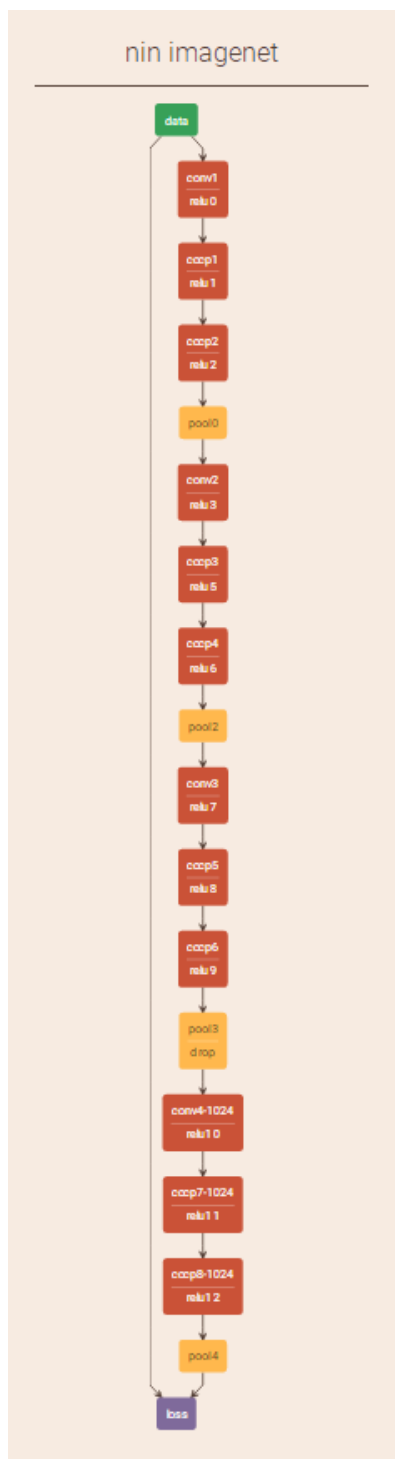 nin imagenet
data
conv1
relu0
cccp1
relu1
cccp2
relu2
pool0
conv2
relu3
cccp3
relu5
cccp4
relu6
pool2
conv3
relu7
cccp5
relu8
cccp6
relu9
pool3
drop
conv4-1024
relu10
cccp7-1024
relu11
cccp8-1024
relu12
pool4
loss